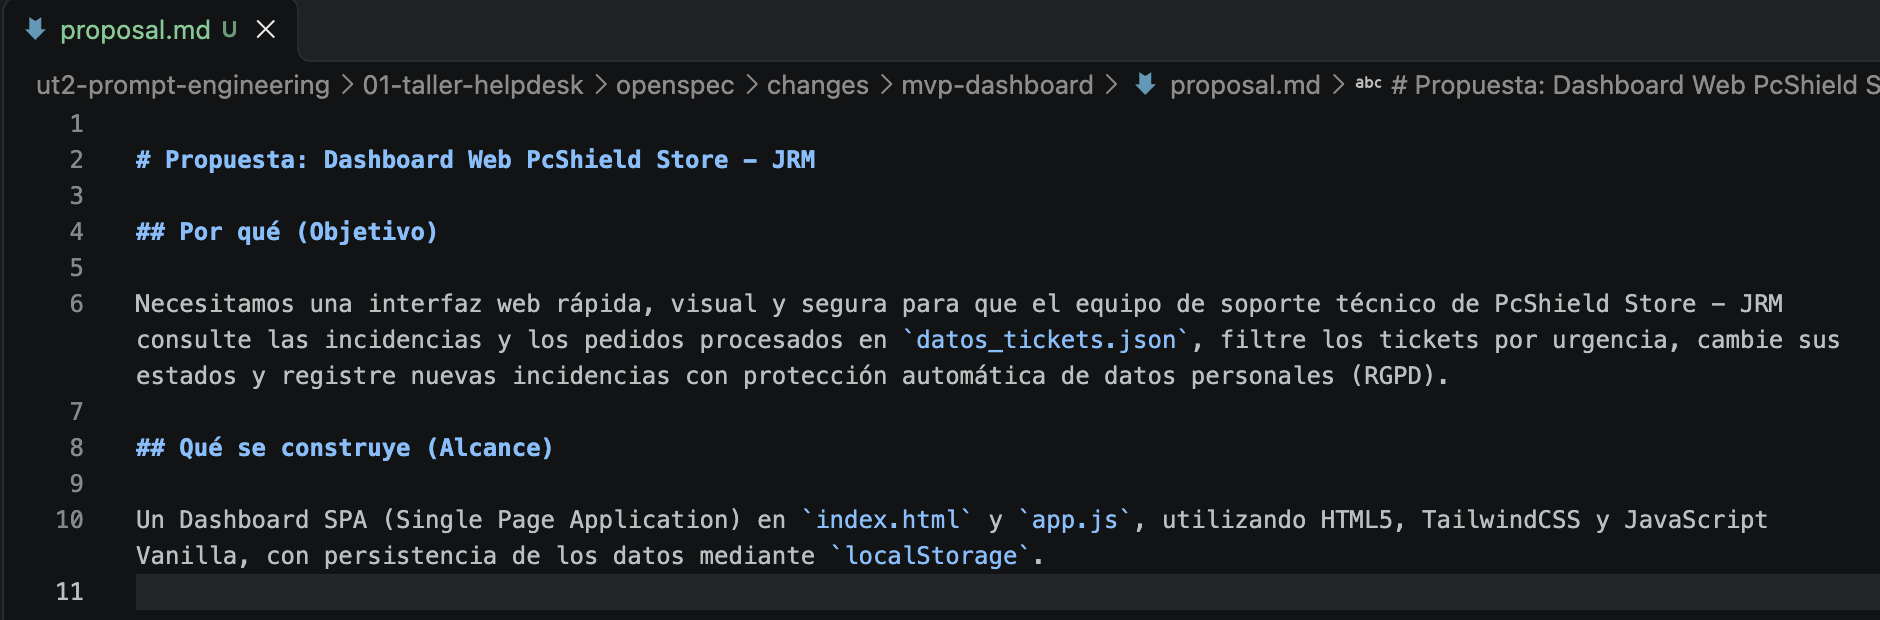 proposal.md U
ut2-prompt-engineering > 01-taller-helpdesk > openspec > changes > mvp-dashboard > proposal.md > abc # Propuesta: Dashboard Web PcShield S
1
2 # Propuesta: Dashboard Web PcShield Store - JRM
3
4 ## Por qué (Objetivo)
5
6 Necesitamos una interfaz web rápida, visual y segura para que el equipo de soporte técnico de PcShield Store - JRM
consulte las incidencias y los pedidos procesados en `datos_tickets.json`, filtre los tickets por urgencia, cambie sus
estados y registre nuevas incidencias con protección automática de datos personales (RGPD).
7
8 ## Qué se construye (Alcance)
9
10 Un Dashboard SPA (Single Page Application) en `index.html` y `app.js`, utilizando HTML5, TailwindCSS y JavaScript
Vanilla, con persistencia de los datos mediante `localStorage`.
11